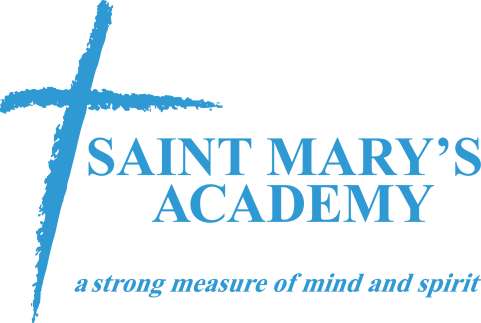 SAINT MARY’S
ACADEMY
a strong measure of mind and spirit